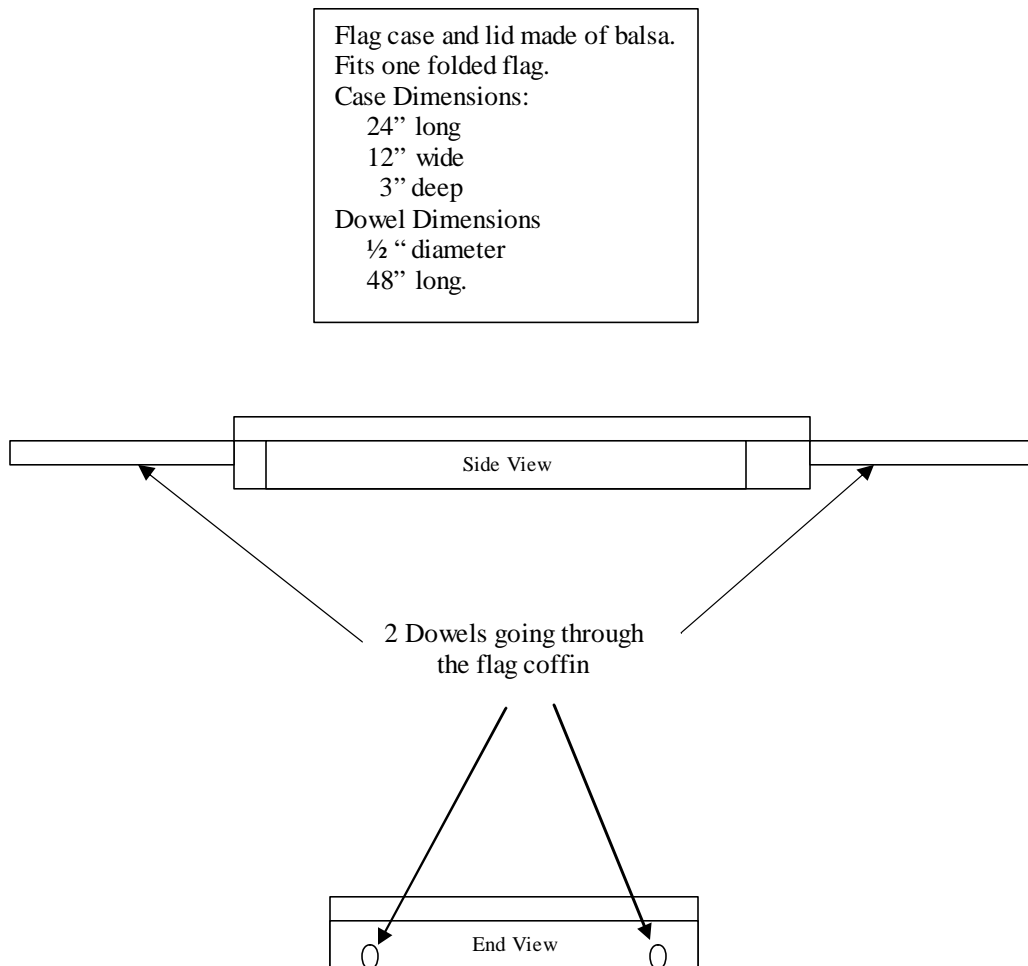 Flag case and lid made of balsa.
Fits one folded flag.
Case Dimensions:
24” long
12” wide
3” deep
Dowel Dimensions
½ “ diameter
48” long.
Side View
2 Dowels going through
the flag coffin
End View